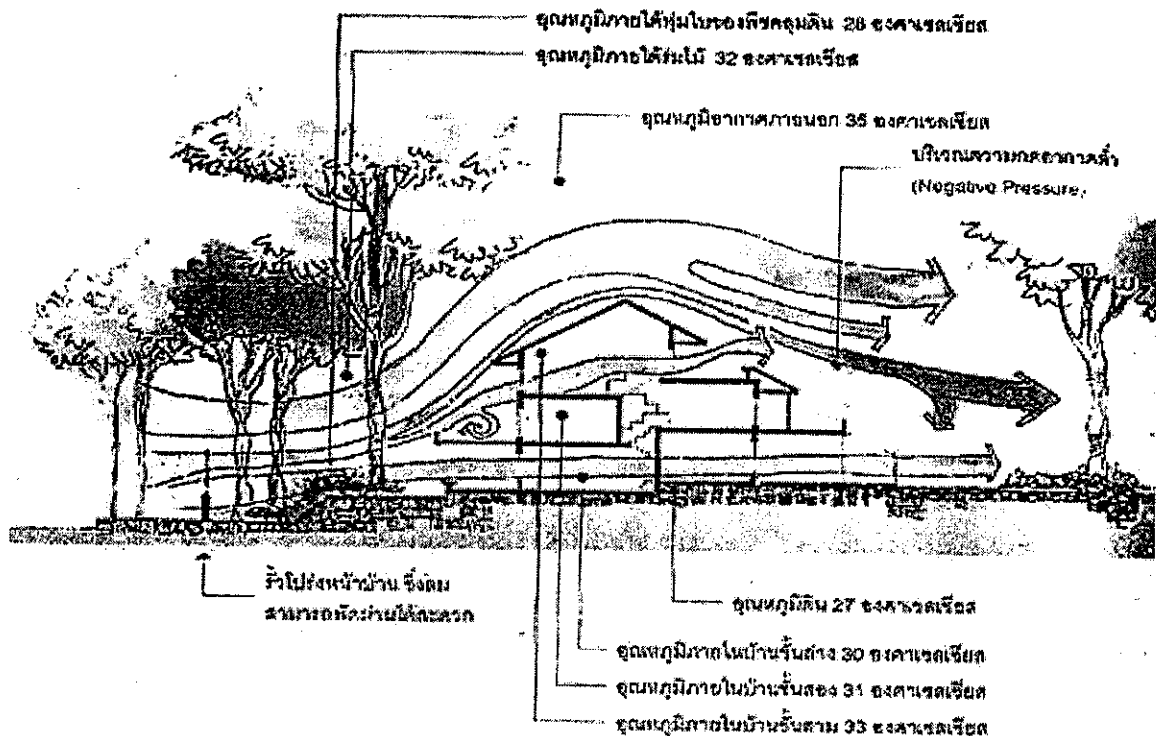 อุณหภูมิภายใต้พุ่มใบของพืชคลุมดิน 28 องศาเซลเซียส
อุณหภูมิภายใต้ร่มไม้ 32 องศาเซลเซียส
อุณหภูมิอากาศภายนอก 35 องศาเซลเซียส
บริเวณความกดอากาศต่ำ
(Negative Pressure)
รั้วโปร่งหน้าบ้าน ซึ่งลม
สามารถพัดผ่านได้สะดวก
อุณหภูมิดิน 27 องศาเซลเซียส
อุณหภูมิภายในบ้านชั้นล่าง 30 องศาเซลเซียส
อุณหภูมิภายในบ้านชั้นสอง 31 องศาเซลเซียส
อุณหภูมิภายในบ้านชั้นสาม 33 องศาเซลเซียส